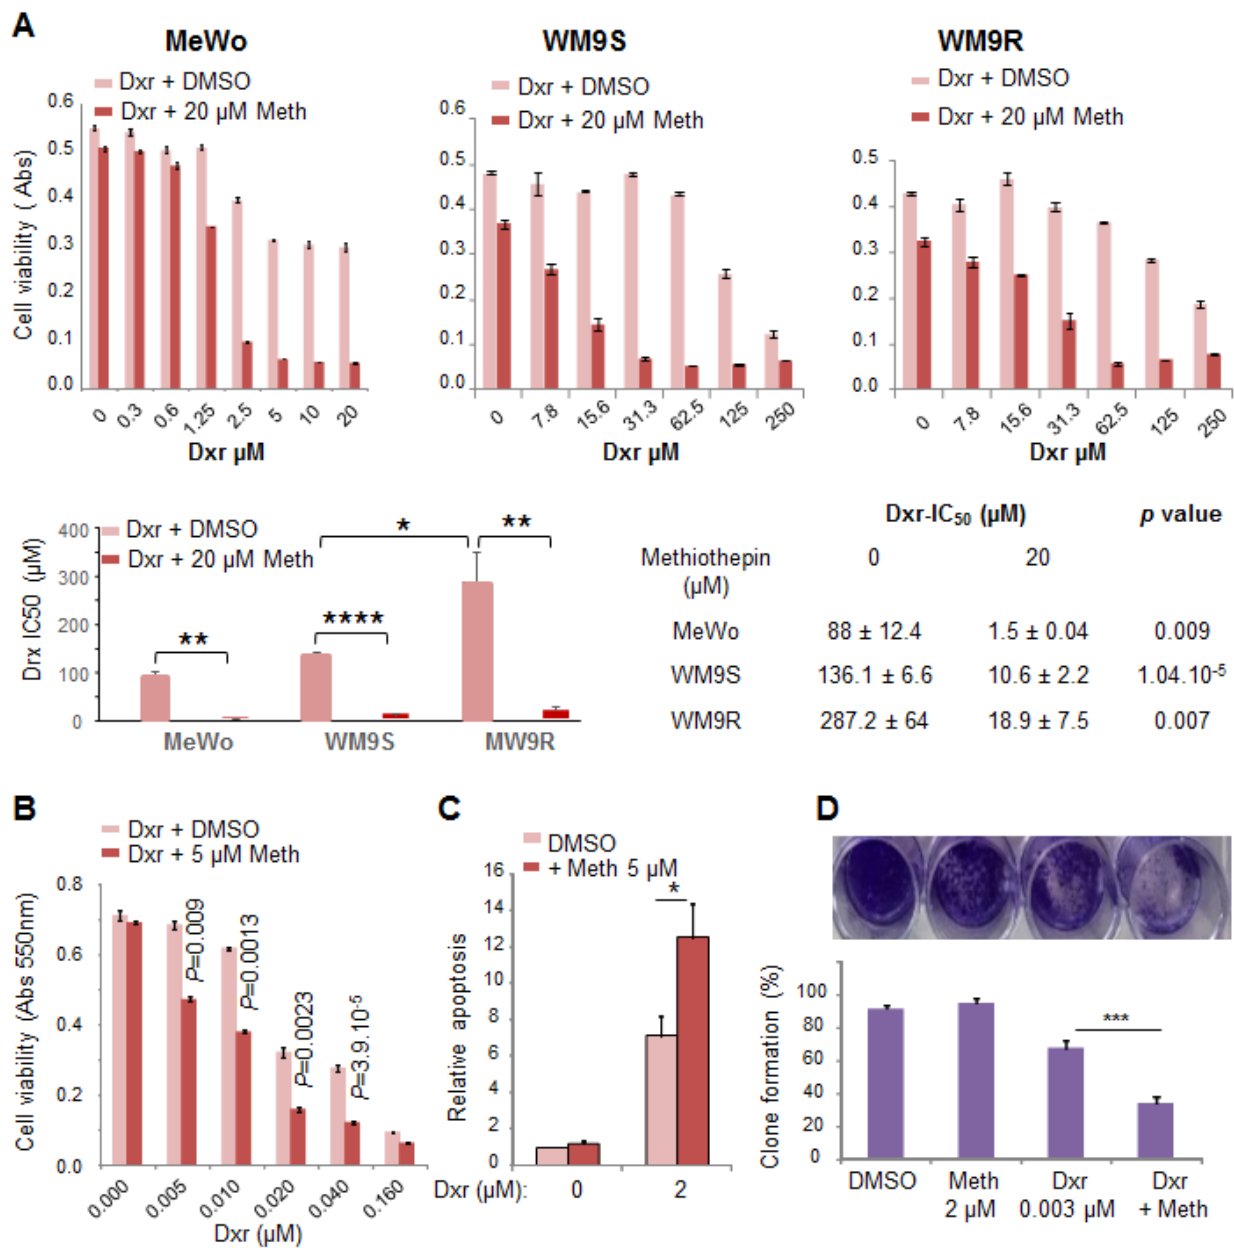 A
MeWo
WM9S
WM9R
Dxr + DMSO
Dxr + 20 µM Meth
Dxr + DMSO
Dxr + 20 µM Meth
Dxr + DMSO
Dxr + 20 µM Meth
Cell viability ( Abs)
0.6
0.5
0.4
0.3
0.2
0.1
0.0
0 0.3 0.6 1.25 2.5 5 10 20
Dxr µM
0.6
0.5
0.4
0.3
0.2
0.1
0.0
0 7.8 15.6 31.3 62.5 125 250
Dxr µM
0.5
0.4
0.3
0.2
0.1
0.0
0 7.8 15.6 31.3 62.5 125 250
Dxr µM
Dxr + DMSO
Dxr + 20 µM Meth
Drx IC50 (µM)
400
300
200
100
0
**
****
*
**
MeWo WM9S MW9R
Dxr-IC50 (µM) p value
Methiothepin 0 20
(µM)
MeWo 88 ± 12.4 1.5 ± 0.04 0.009
WM9S 136.1 ± 6.6 10.6 ± 2.2 1.04.10-5
WM9R 287.2 ± 64 18.9 ± 7.5 0.007
B
Dxr + DMSO
Dxr + 5 µM Meth
Cell viability (Abs 550nm)
0.8
0.6
0.4
0.2
0.0
P=0.009
P=0.0013
P=0.0023
P=3.9.10-5
0.000 0.005 0.010 0.020 0.040 0.160
Dxr (µM)
C
DMSO
+ Meth 5 µM
Relative apoptosis
16
14
12
10
8
6
4
2
0
*
Dxr (µM): 0 2
D
Clone formation (%)
100
80
60
40
20
0
***
DMSO Meth Dxr Dxr
2 µM 0.003 µM + Meth